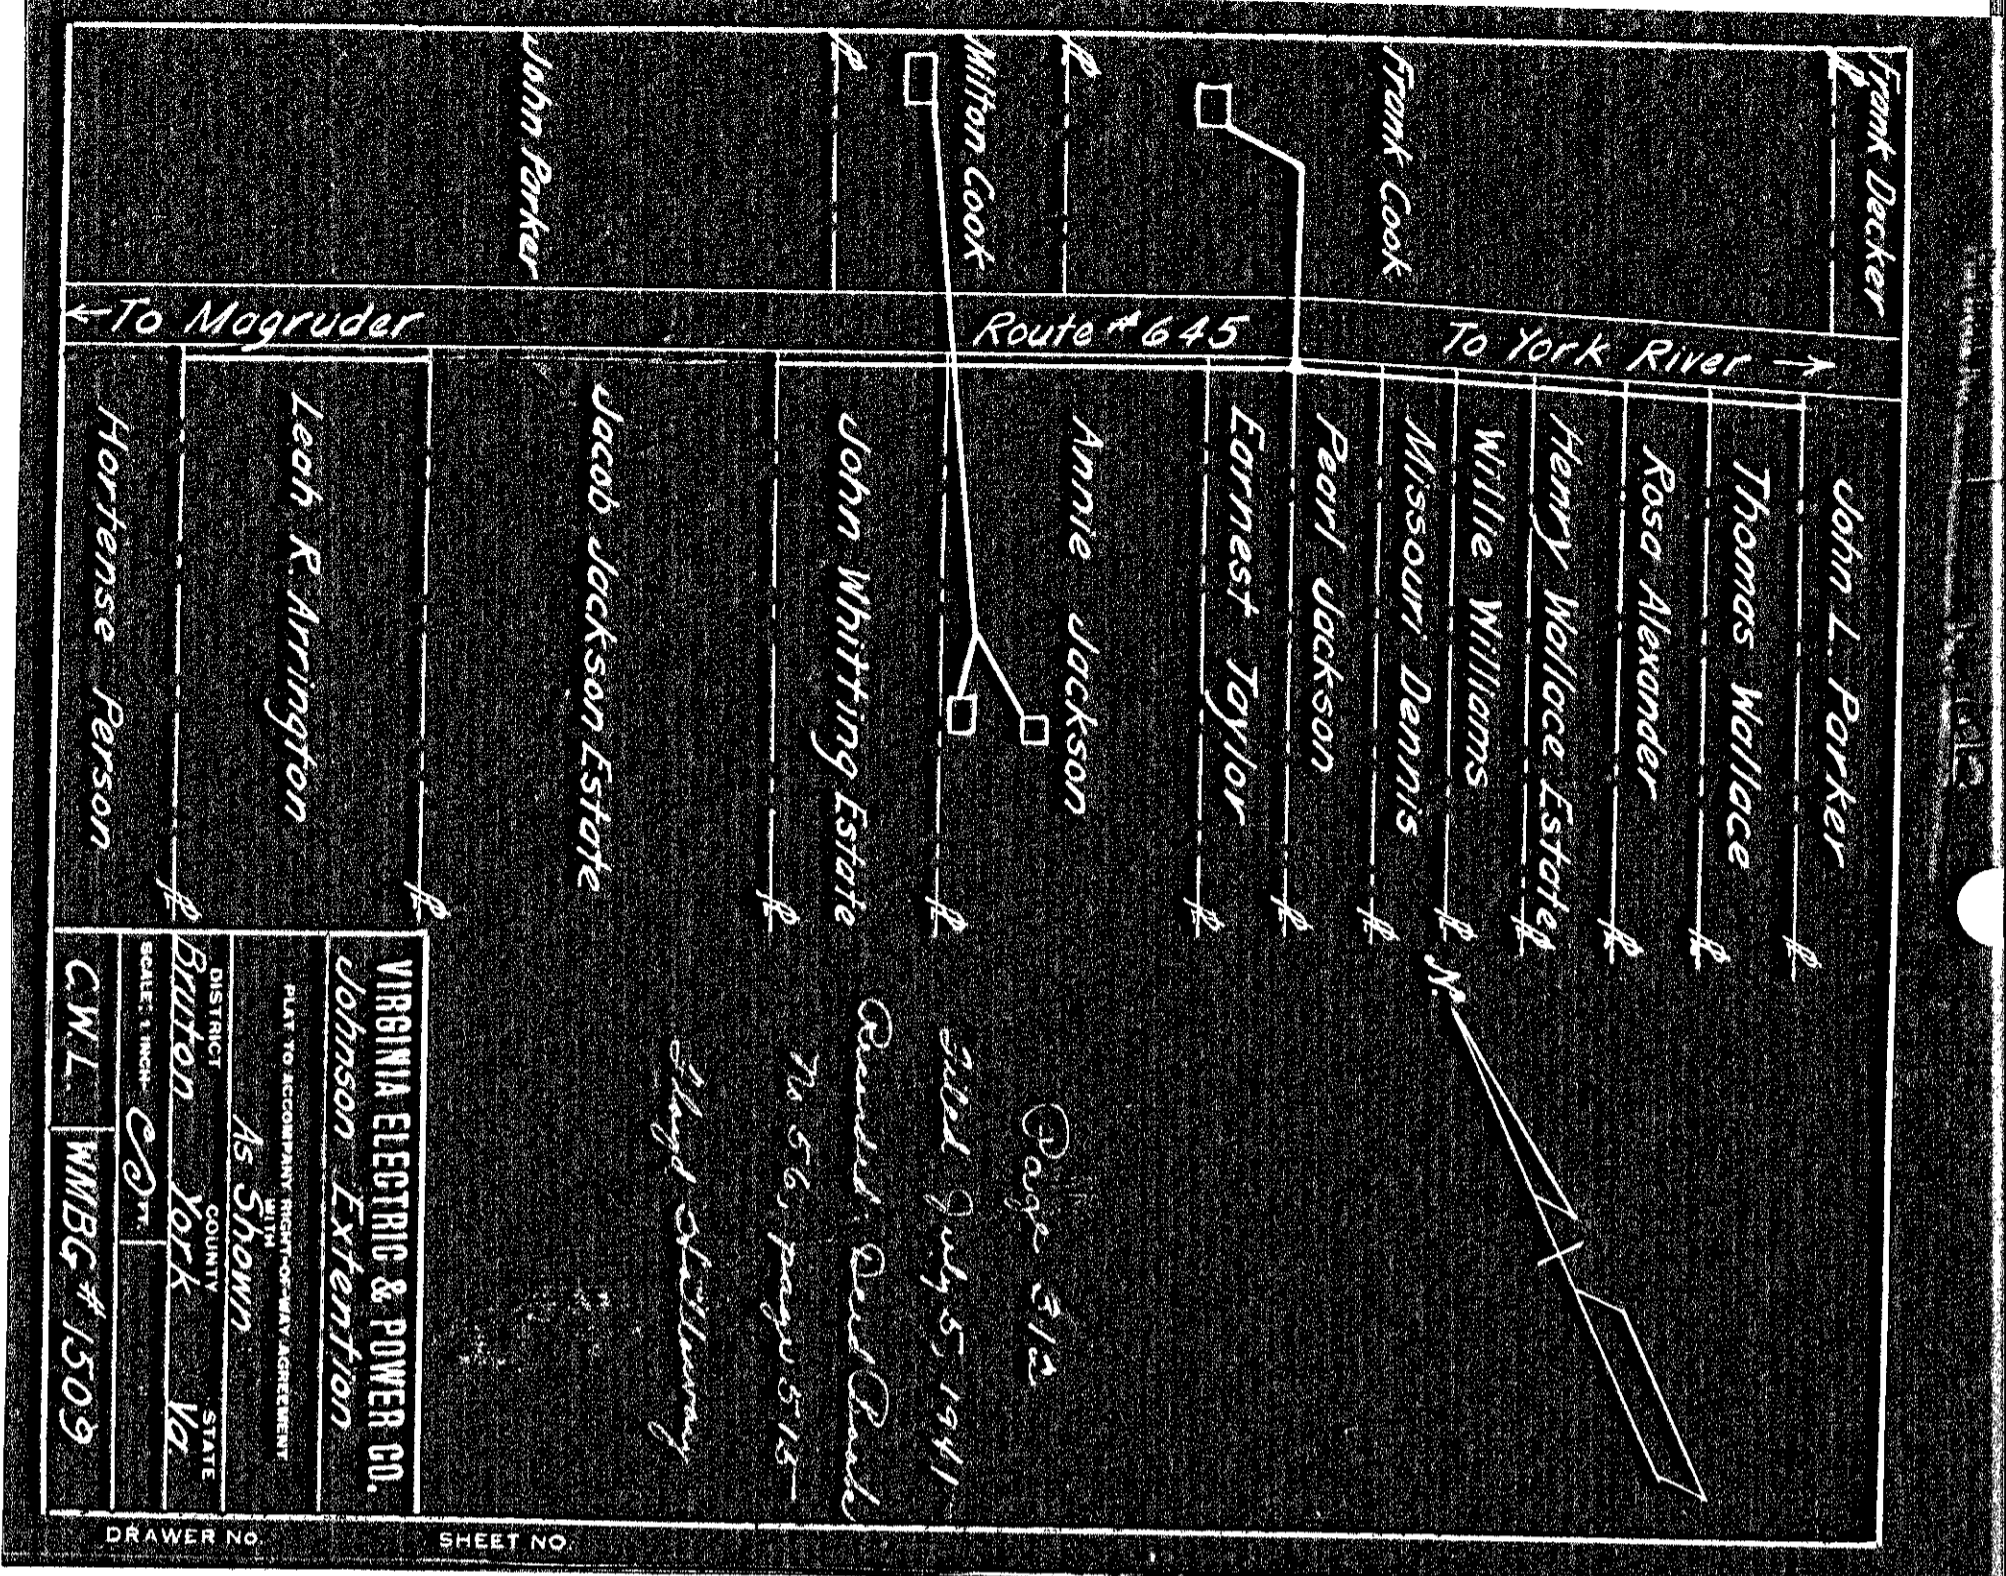 Frank Decker
Frank Cook
Milton Cook
John Parker
←To Magruder
Route #645
To York River →
John L. Parker
Thomas Wallace
Rosa Alexander
Henry Wallace Estate
Willie Williams
Missouri Dennis
Pearl Jackson
Earnest Taylor
Annie Jackson
John Whitting Estate
Jacob Jackson Estate
Leah R. Arrington
Hortense Person
N.
Page 312
Filed July 5 1941
Recorded Deed Book
No 56, page 515
Floyd Holloway
VIRGINIA ELECTRIC & POWER CO.
Johnson Extention
PLAT TO ACCOMPANY RIGHT-OF-WAY AGREEMENT
WITH
As Shown
DISTRICT COUNTY STATE
Bruton York Va.
SCALE: 1 INCH= FT.
C.W.L. WMBG #1509
DRAWER NO. SHEET NO.